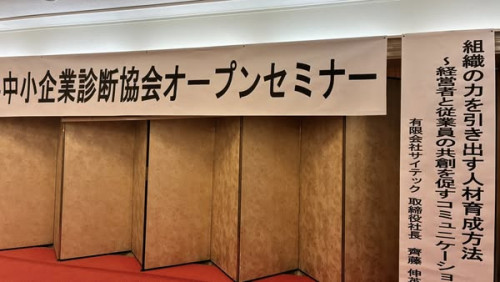 中小企業診断協会オープンセミナー
組織の力を引き出す人材育成方法
～経営者と従業員の共創を促すコミュニケーショ
有限会社サイテック 取締役社長 齊藤 伸英